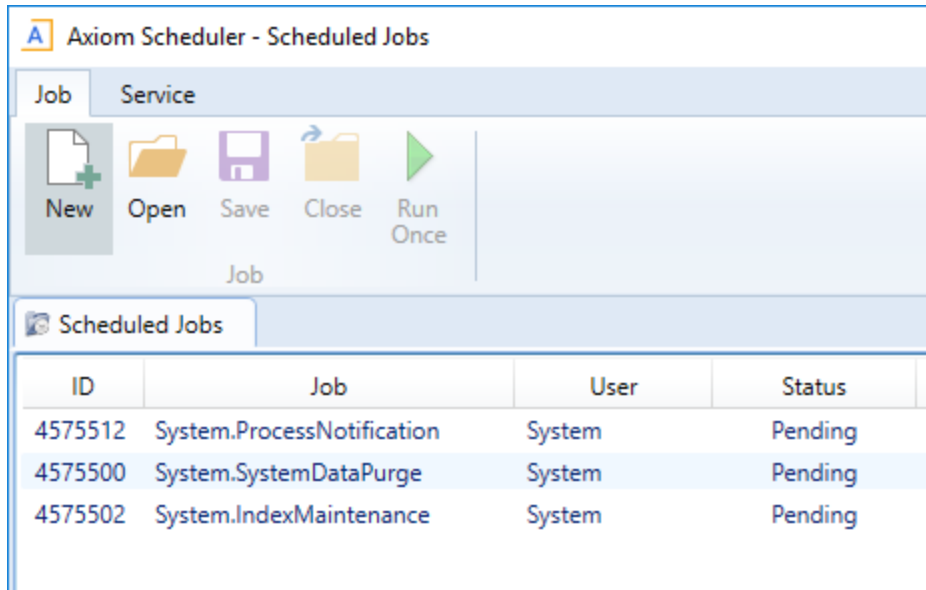 A Axiom Scheduler - Scheduled Jobs
Job Service
New Open Save Close Run
Once
Job
Scheduled Jobs
ID Job User Status
4575512 System.ProcessNotification System Pending
4575500 System.SystemDataPurge System Pending
4575502 System.IndexMaintenance System Pending